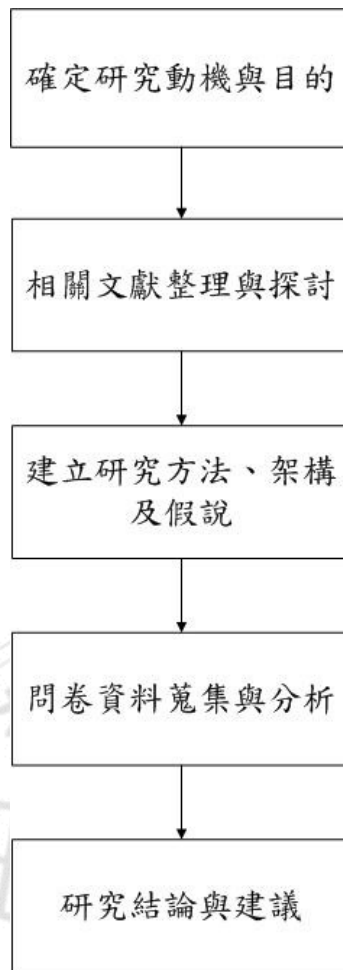 確定研究動機與目的
相關文獻整理與探討
建立研究方法、架構
及假說
問卷資料蒐集與分析
研究結論與建議